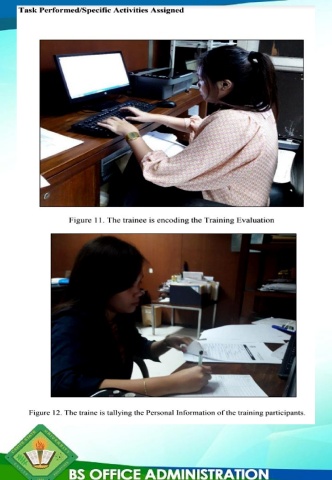 Task Performed/Specific Activities Assigned
Figure 11. The trainee is encoding the Training Evaluation
Figure 12. The traine is tallying the Personal Information of the training participants.
BS OFFICE ADMINISTRATION